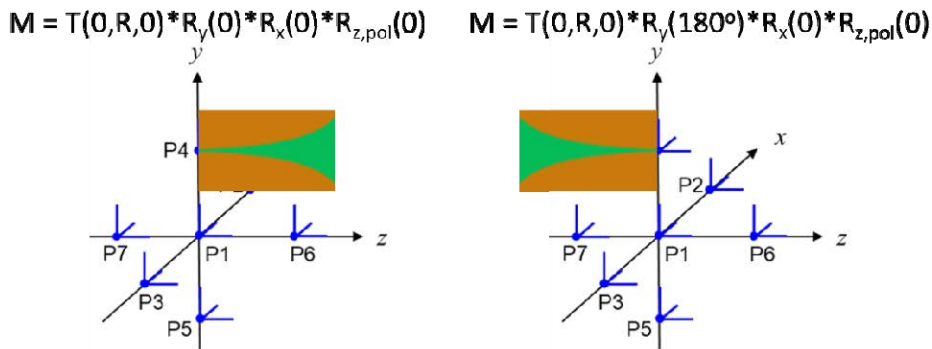 M = T(0,R,0)*Ry(0)*Rx(0)*Rz,pol(0)
M = T(0,R,0)*Ry(180º)*Rx(0)*Rz,pol(0)
y
P4
z
P7
P1
P6
P3
P5
y
x
P2
z
P7
P1
P6
P3
P5